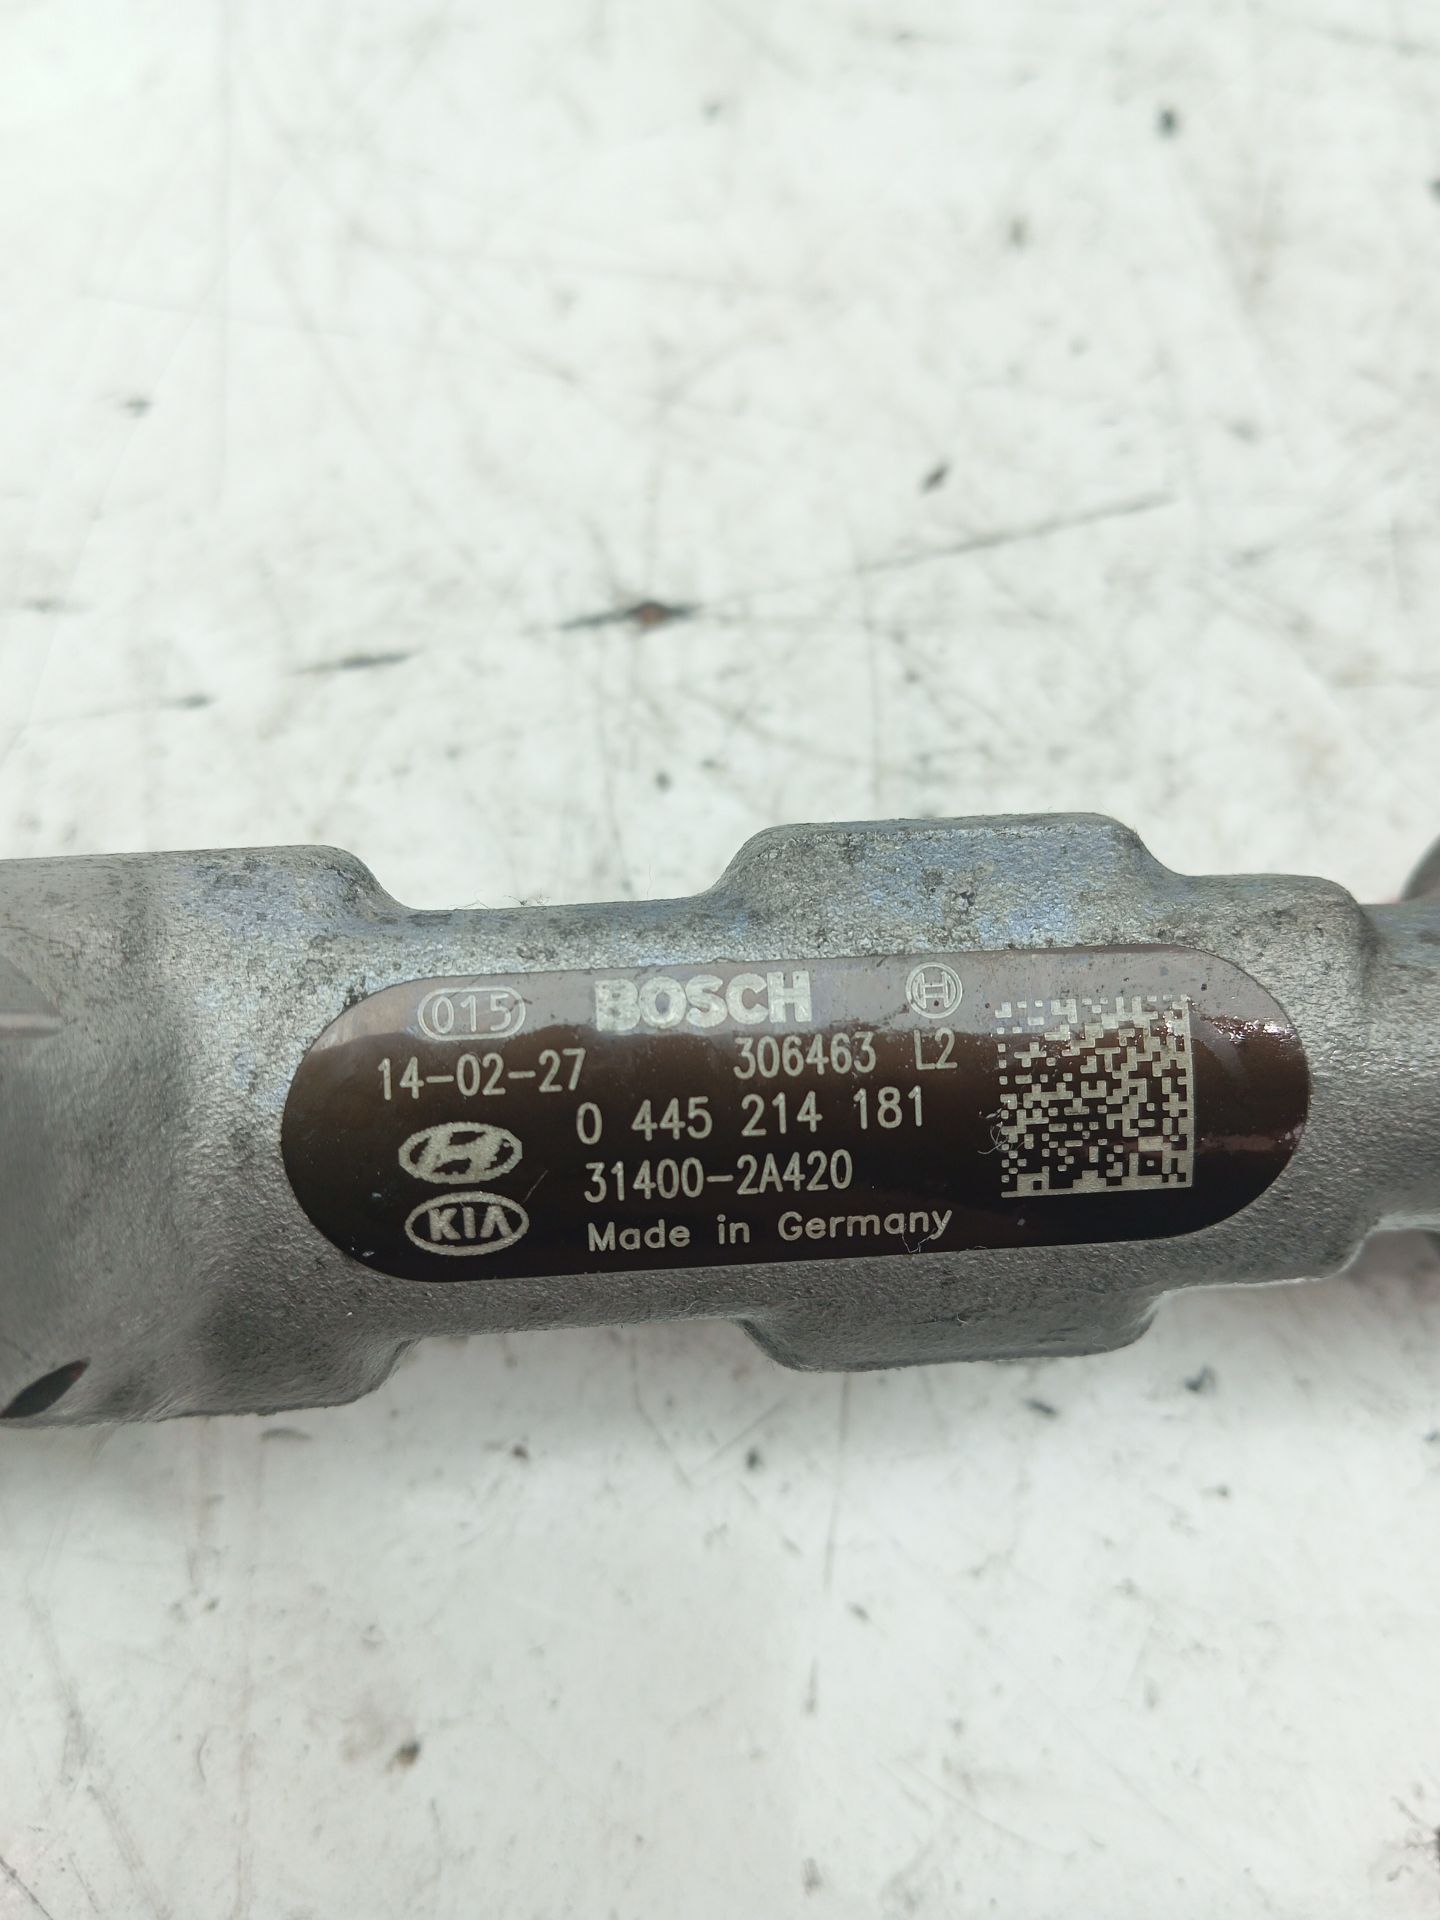 015 BOSCH H
14-02-27 306463 L2
0 445 214 181
31400-2A420
KIA Made in Germany